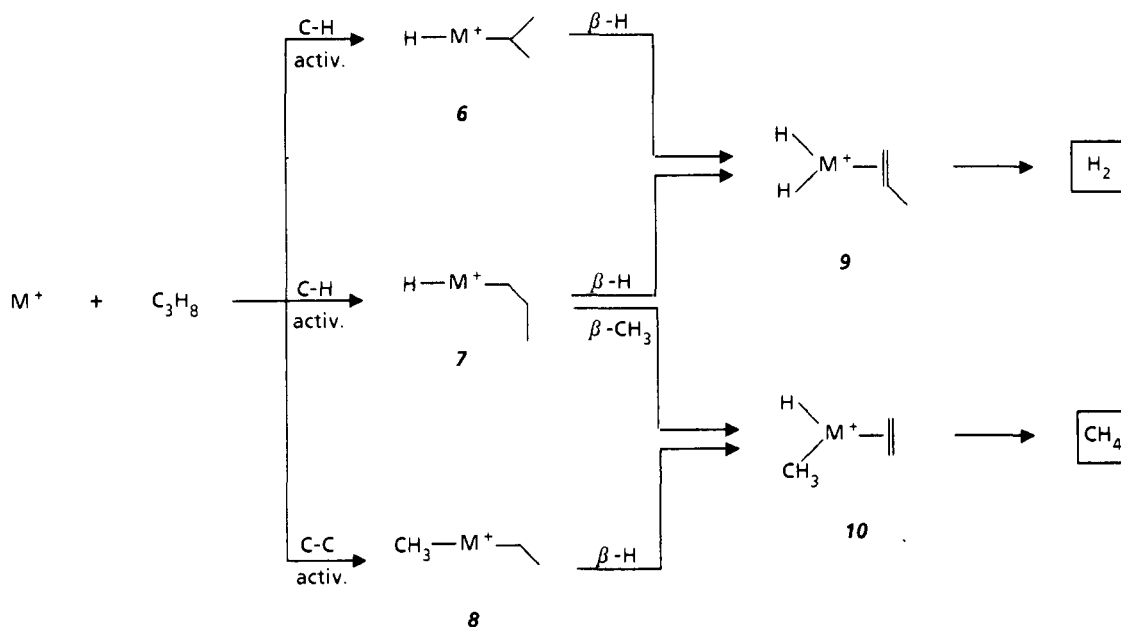 C-H
activ.
H—M⁺
β-H
6
H
M⁺
H
H₂
9
M⁺ + C₃H₈
C-H
activ.
H—M⁺
β-H
β-CH₃
7
H
M⁺
CH₃
CH₄
10
C-C
activ.
CH₃—M⁺
β-H
8